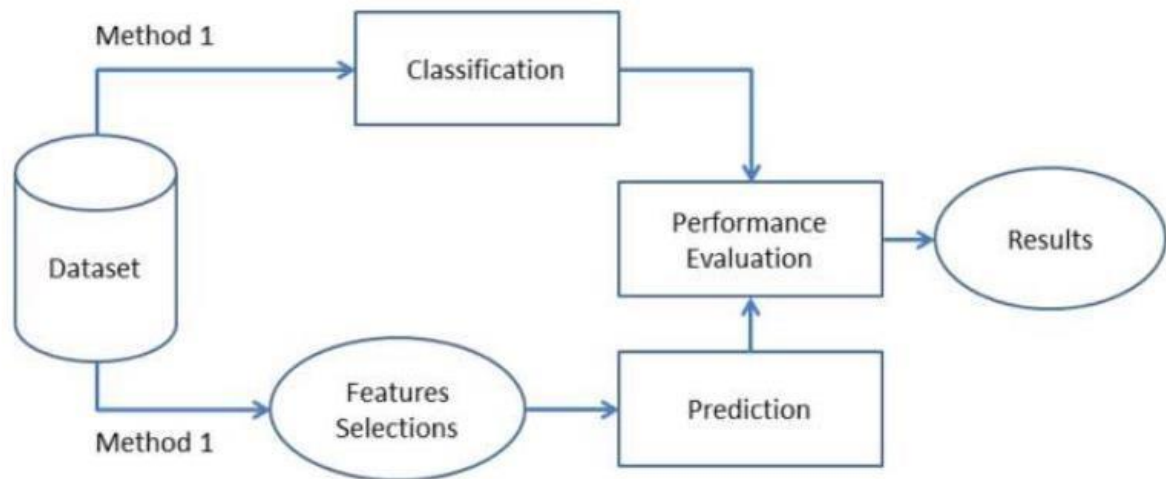 Method 1
Classification
Performance
Evaluation
Results
Dataset
Features
Selections
Prediction
Method 1